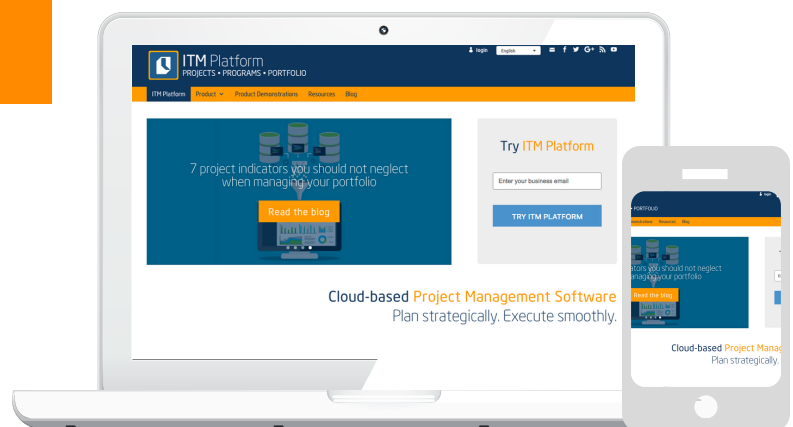 login
English
G+
ITM Platform
PROJECTS • PROGRAMS • PORTFOLIO
ITM Platform Product Product Demonstrations Resources Blog
7 project indicators you should not neglect
when managing your portfolio
Read the blog
Try ITM Platform
Enter your business email
TRY ITM PLATFORM
Cloud-based Project Management Software
Plan strategically. Execute smoothly.
login
• PORTFOLIO
Resources Blog
ators you should not neglect
anaging your portfolio
Read the blog
Cloud-based Project Manag
Plan strategically.